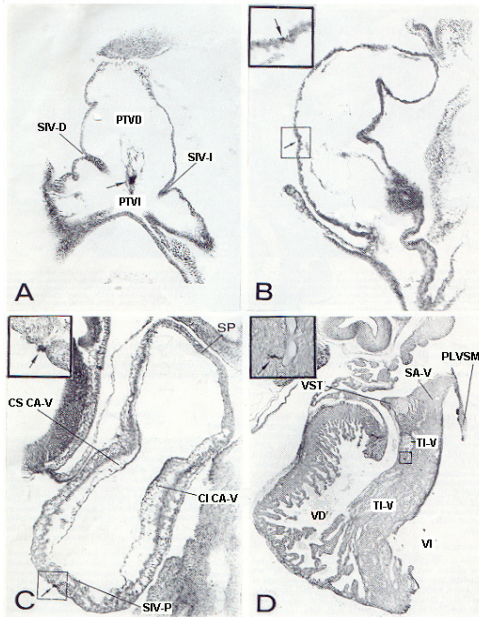 PTVD
SIV-D
SIV-I
PTVI
A
B
SP
CS CA-V
CI CA-V
SIV-P
C
PLVSM
SA-V
VST
TI-V
TI-V
VD
VI
D